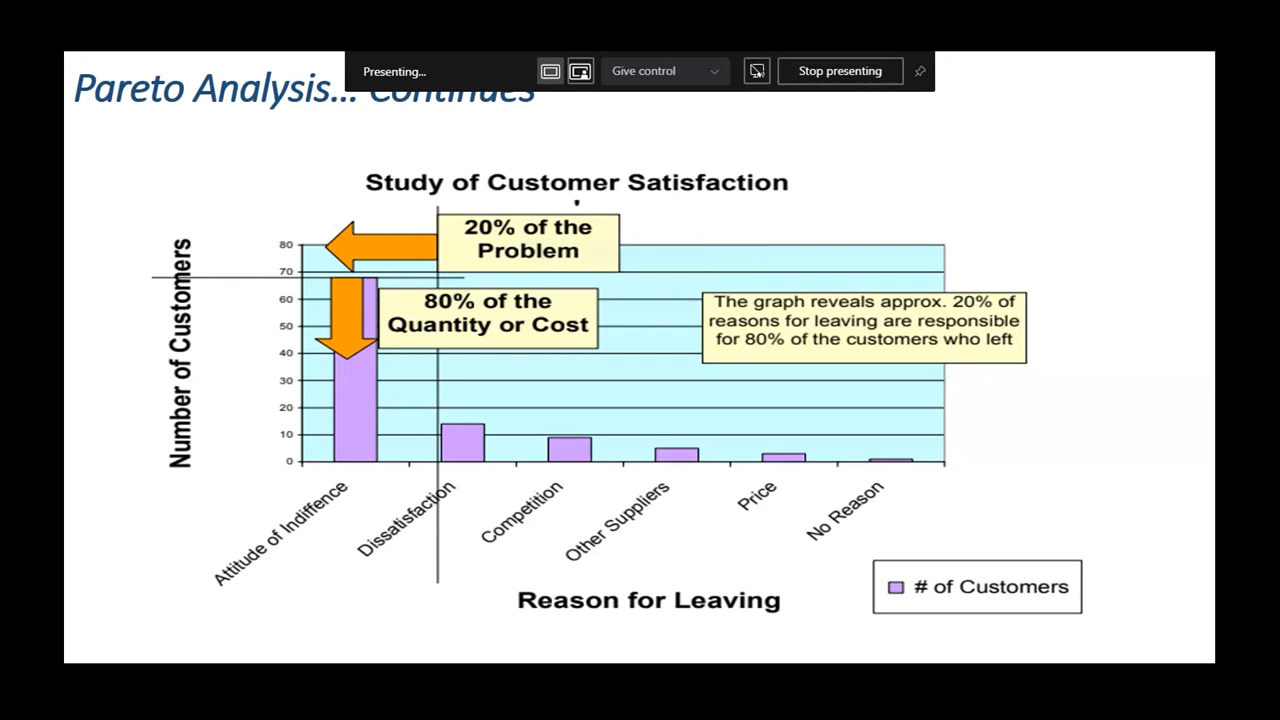 Presenting...
Give control
Stop presenting
Pareto Analysis... Continues
Study of Customer Satisfaction
20% of the
Problem
80% of the
Quantity or Cost
The graph reveals approx. 20% of
reasons for leaving are responsible
for 80% of the customers who left
Number of Customers
80
70
60
50
40
30
20
10
0
Attitude of Indiffence
Dissatisfaction
Competition
Other Suppliers
Price
No Reason
Reason for Leaving
# of Customers